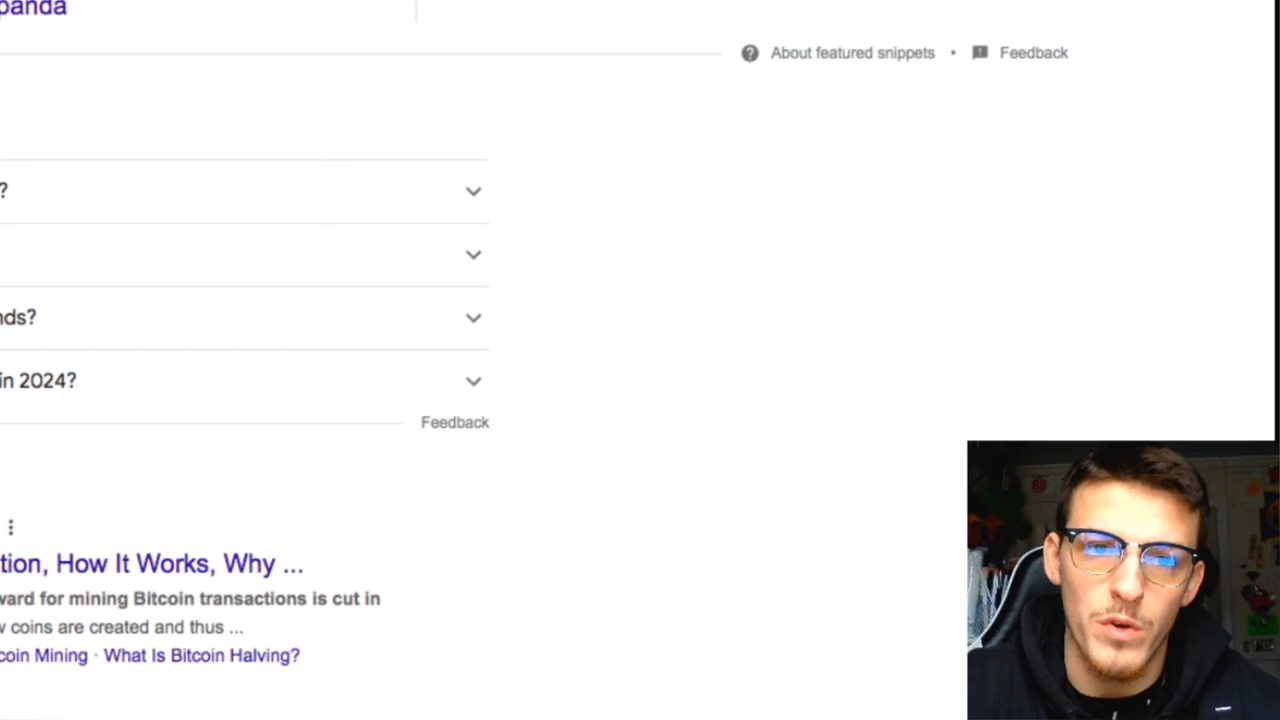 panda
About featured snippets • Feedback
?
nds?
in 2024?
Feedback
tion, How It Works, Why ...
ward for mining Bitcoin transactions is cut in
w coins are created and thus ...
coin Mining · What Is Bitcoin Halving?